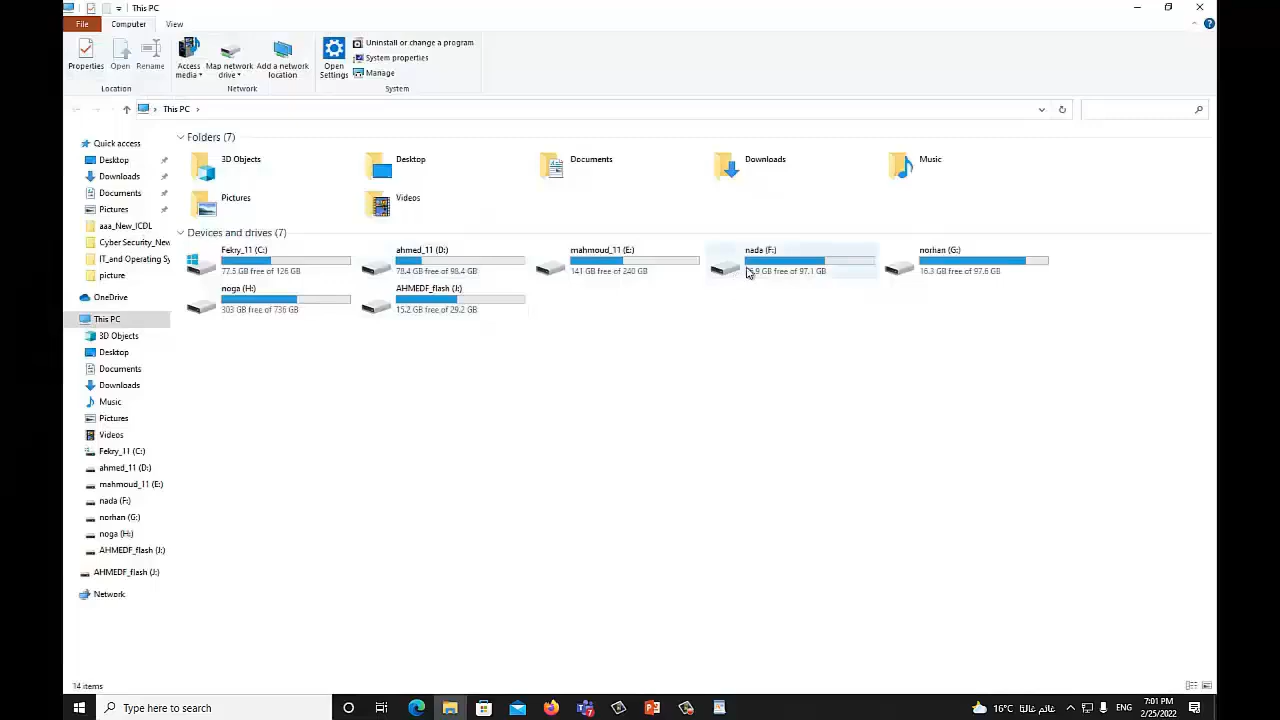 This PC
File
Computer
View
Properties
Open
Rename
Access media
Map network drive
Add a network location
Open Settings
Uninstall or change a program
System properties
Manage
Location
Network
System
This PC
Folders (7)
3D Objects
Desktop
Documents
Downloads
Music
Pictures
Videos
Devices and drives (7)
Fekry_11 (C:)
77.5 GB free of 126 GB
ahmed_11 (D:)
78.4 GB free of 98.4 GB
mahmoud_11 (E:)
141 GB free of 240 GB
nada (F:)
GB free of 97.1 GB
norhan (G:)
16.3 GB free of 97.6 GB
noga (H:)
303 GB free of 736 GB
AHMEDF_flash (J:)
15.2 GB free of 29.2 GB
Quick access
Desktop
Downloads
Documents
Pictures
aaa_New_ICDL
Cyber Security_New
IT_and Operating Sy
picture
OneDrive
This PC
3D Objects
Desktop
Documents
Downloads
Music
Pictures
Videos
Fekry_11 (C:)
ahmed_11 (D:)
mahmoud_11 (E:)
nada (F:)
norhan (G:)
noga (H:)
AHMEDF_flash (J:)
AHMEDF_flash (J:)
Network
14 items
Type here to search
16°C غائم غالبًا
ENG
7:01 PM
2/25/2022